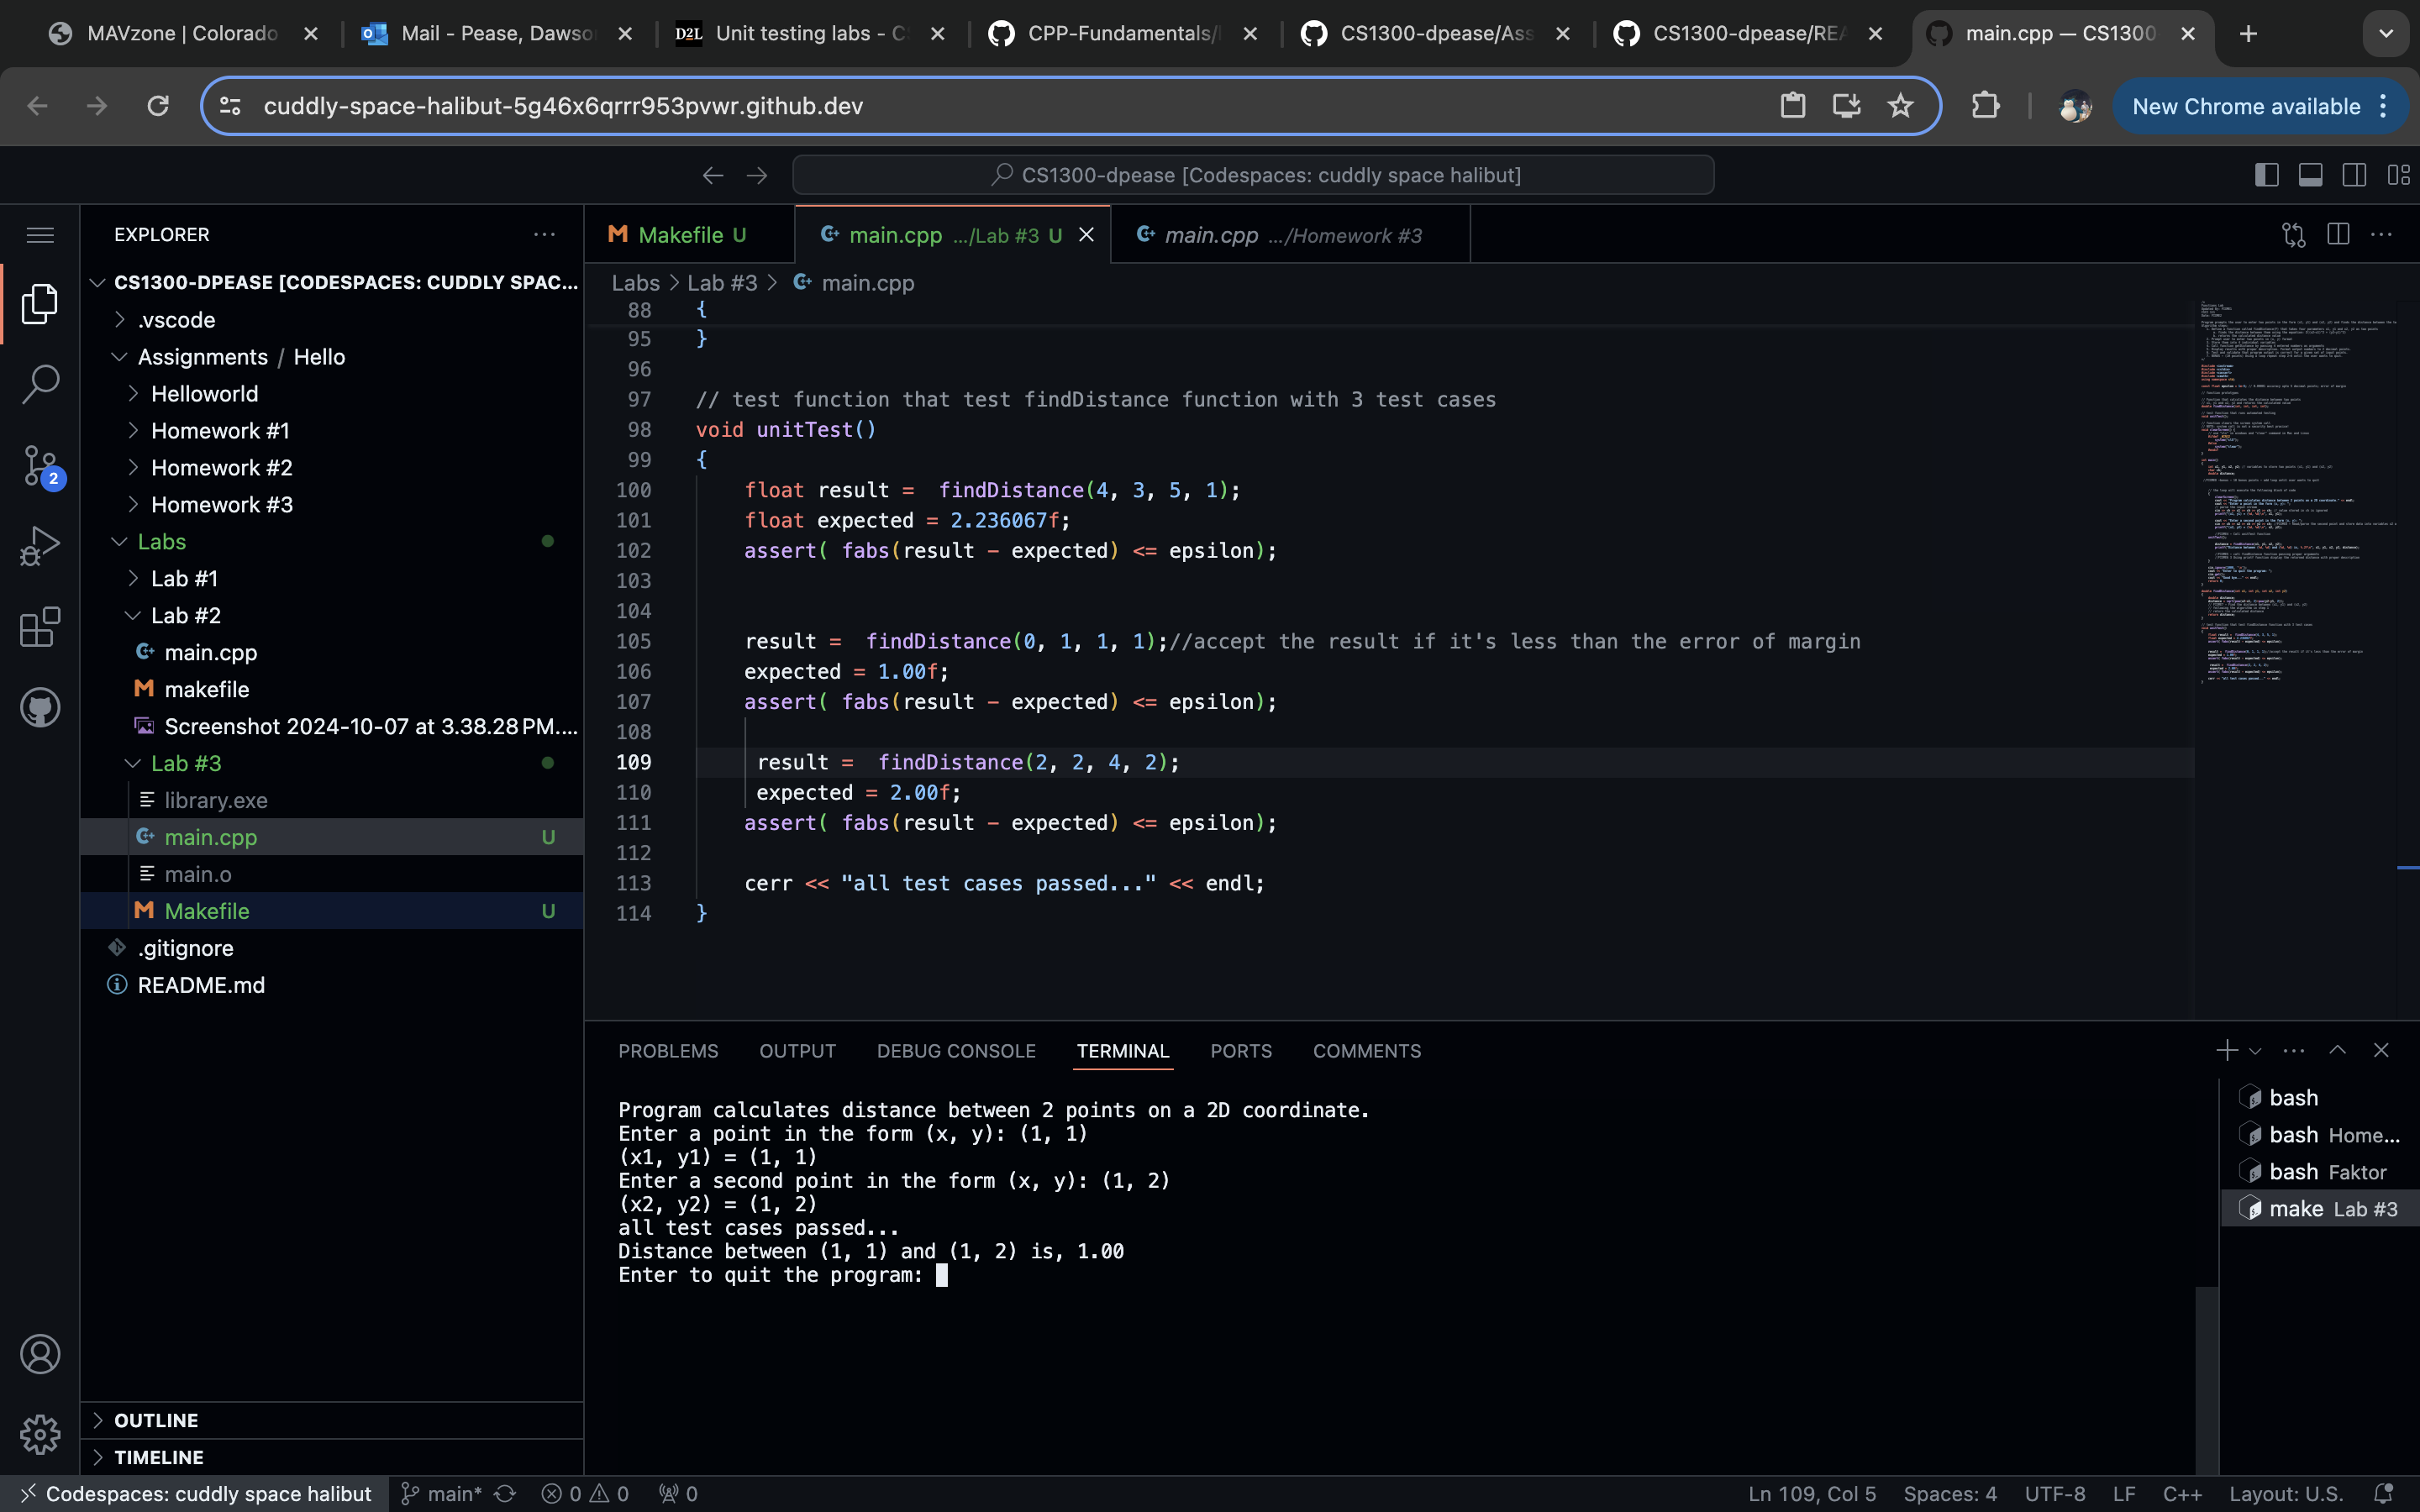 MAVzone | Colorado
Mail - Pease, Dawso
D2L Unit testing labs - C
CPP-Fundamentals/
CS1300-dpease/Ass
CS1300-dpease/REA
main.cpp — CS1300
cuddly-space-halibut-5g46x6qrrr953pvwr.github.dev
New Chrome available
CS1300-dpease [Codespaces: cuddly space halibut]
EXPLORER
CS1300-DPEASE [CODESPACES: CUDDLY SPAC...
.vscode
Assignments / Hello
Helloworld
Homework #1
Homework #2
Homework #3
Labs
Lab #1
Lab #2
main.cpp
makefile
Screenshot 2024-10-07 at 3.38.28 PM....
Lab #3
library.exe
main.cpp U
main.o
Makefile U
.gitignore
README.md
OUTLINE
TIMELINE
2
Makefile U
main.cpp .../Lab #3 U
main.cpp .../Homework #3
Labs > Lab #3 > main.cpp
88 {
95 }
96
97 // test function that test findDistance function with 3 test cases
98 void unitTest()
99 {
100 float result =  findDistance(4, 3, 5, 1);
101 float expected = 2.236067f;
102 assert( fabs(result - expected) <= epsilon);
103
104
105 result =  findDistance(0, 1, 1, 1);//accept the result if it's less than the error of margin
106 expected = 1.00f;
107 assert( fabs(result - expected) <= epsilon);
108
109 result =  findDistance(2, 2, 4, 2);
110 expected = 2.00f;
111 assert( fabs(result - expected) <= epsilon);
112
113 cerr << "all test cases passed..." << endl;
114 }
PROBLEMS OUTPUT DEBUG CONSOLE TERMINAL PORTS COMMENTS
Program calculates distance between 2 points on a 2D coordinate.
Enter a point in the form (x, y): (1, 1)
(x1, y1) = (1, 1)
Enter a second point in the form (x, y): (1, 2)
(x2, y2) = (1, 2)
all test cases passed...
Distance between (1, 1) and (1, 2) is, 1.00
Enter to quit the program:
bash
bash Home...
bash Faktor
make Lab #3
Codespaces: cuddly space halibut
main*
0 0
0
Ln 109, Col 5
Spaces: 4
UTF-8
LF
C++
Layout: U.S.